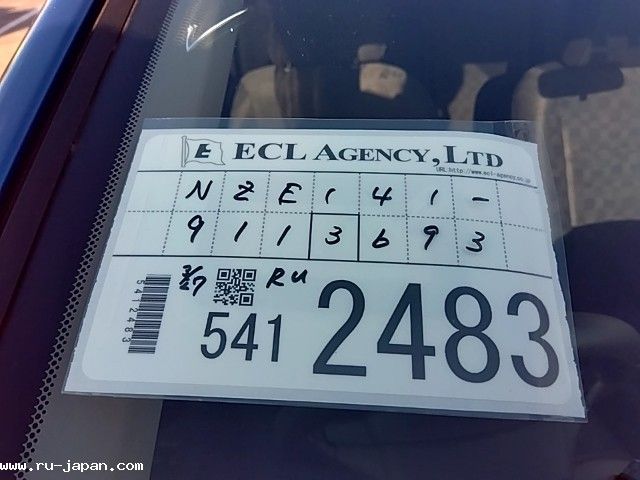 E ECL AGENCY, LTD
URL:http://www.ecl-agency.co.jp
N Z E 1 4 1 -
9 1 1 3 6 9 3
3/7 RU
5412483
541 2483
www.ru-japan.com